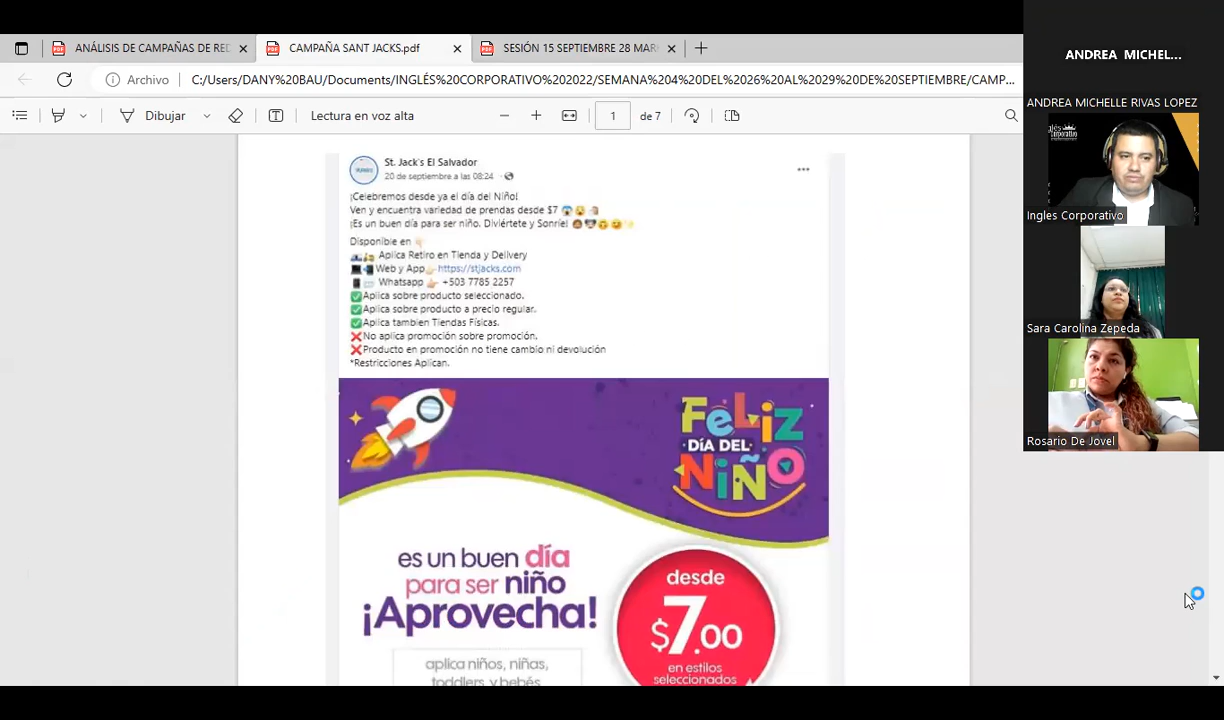 ANÁLISIS DE CAMPAÑAS DE RED
CAMPAÑA SANT JACKS.pdf
SESIÓN 15 SEPTIEMBRE 28 MAR
Archivo
C:/Users/DANY%20BAU/Documents/INGLÉS%20CORPORATIVO%202022/SEMANA%204%20DEL%2026%20AL%2029%20DE%20SEPTIEMBRE/CAMP...
Dibujar
Lectura en voz alta
1
de 7
St. Jack's El Salvador
20 de septiembre a las 08:24 ·
¡Celebremos desde ya el día del Niño!
Ven y encuentra variedad de prendas desde $7
¡Es un buen día para ser niño. Diviértete y Sonríe!
Disponible en
Aplica Retiro en Tienda y Delivery
Web y App https://stjacks.com
Whatsapp +503 7785 2257
Aplica sobre producto seleccionado.
Aplica sobre producto a precio regular.
Aplica tambien Tiendas Físicas.
No aplica promoción sobre promoción,
Producto en promoción no tiene cambio ni devolución
*Restricciones Aplican.
FELIZ
DÍA DEL
NIÑO
es un buen día
para ser niño
¡Aprovecha!
aplica niños, niñas,
toddlers, y bebés
desde
$7.00
en estilos
seleccionados
ANDREA MICHEL...
ANDREA MICHELLE RIVAS LOPEZ
Ingles Corporativo
Sara Carolina Zepeda
Rosario De Jovel